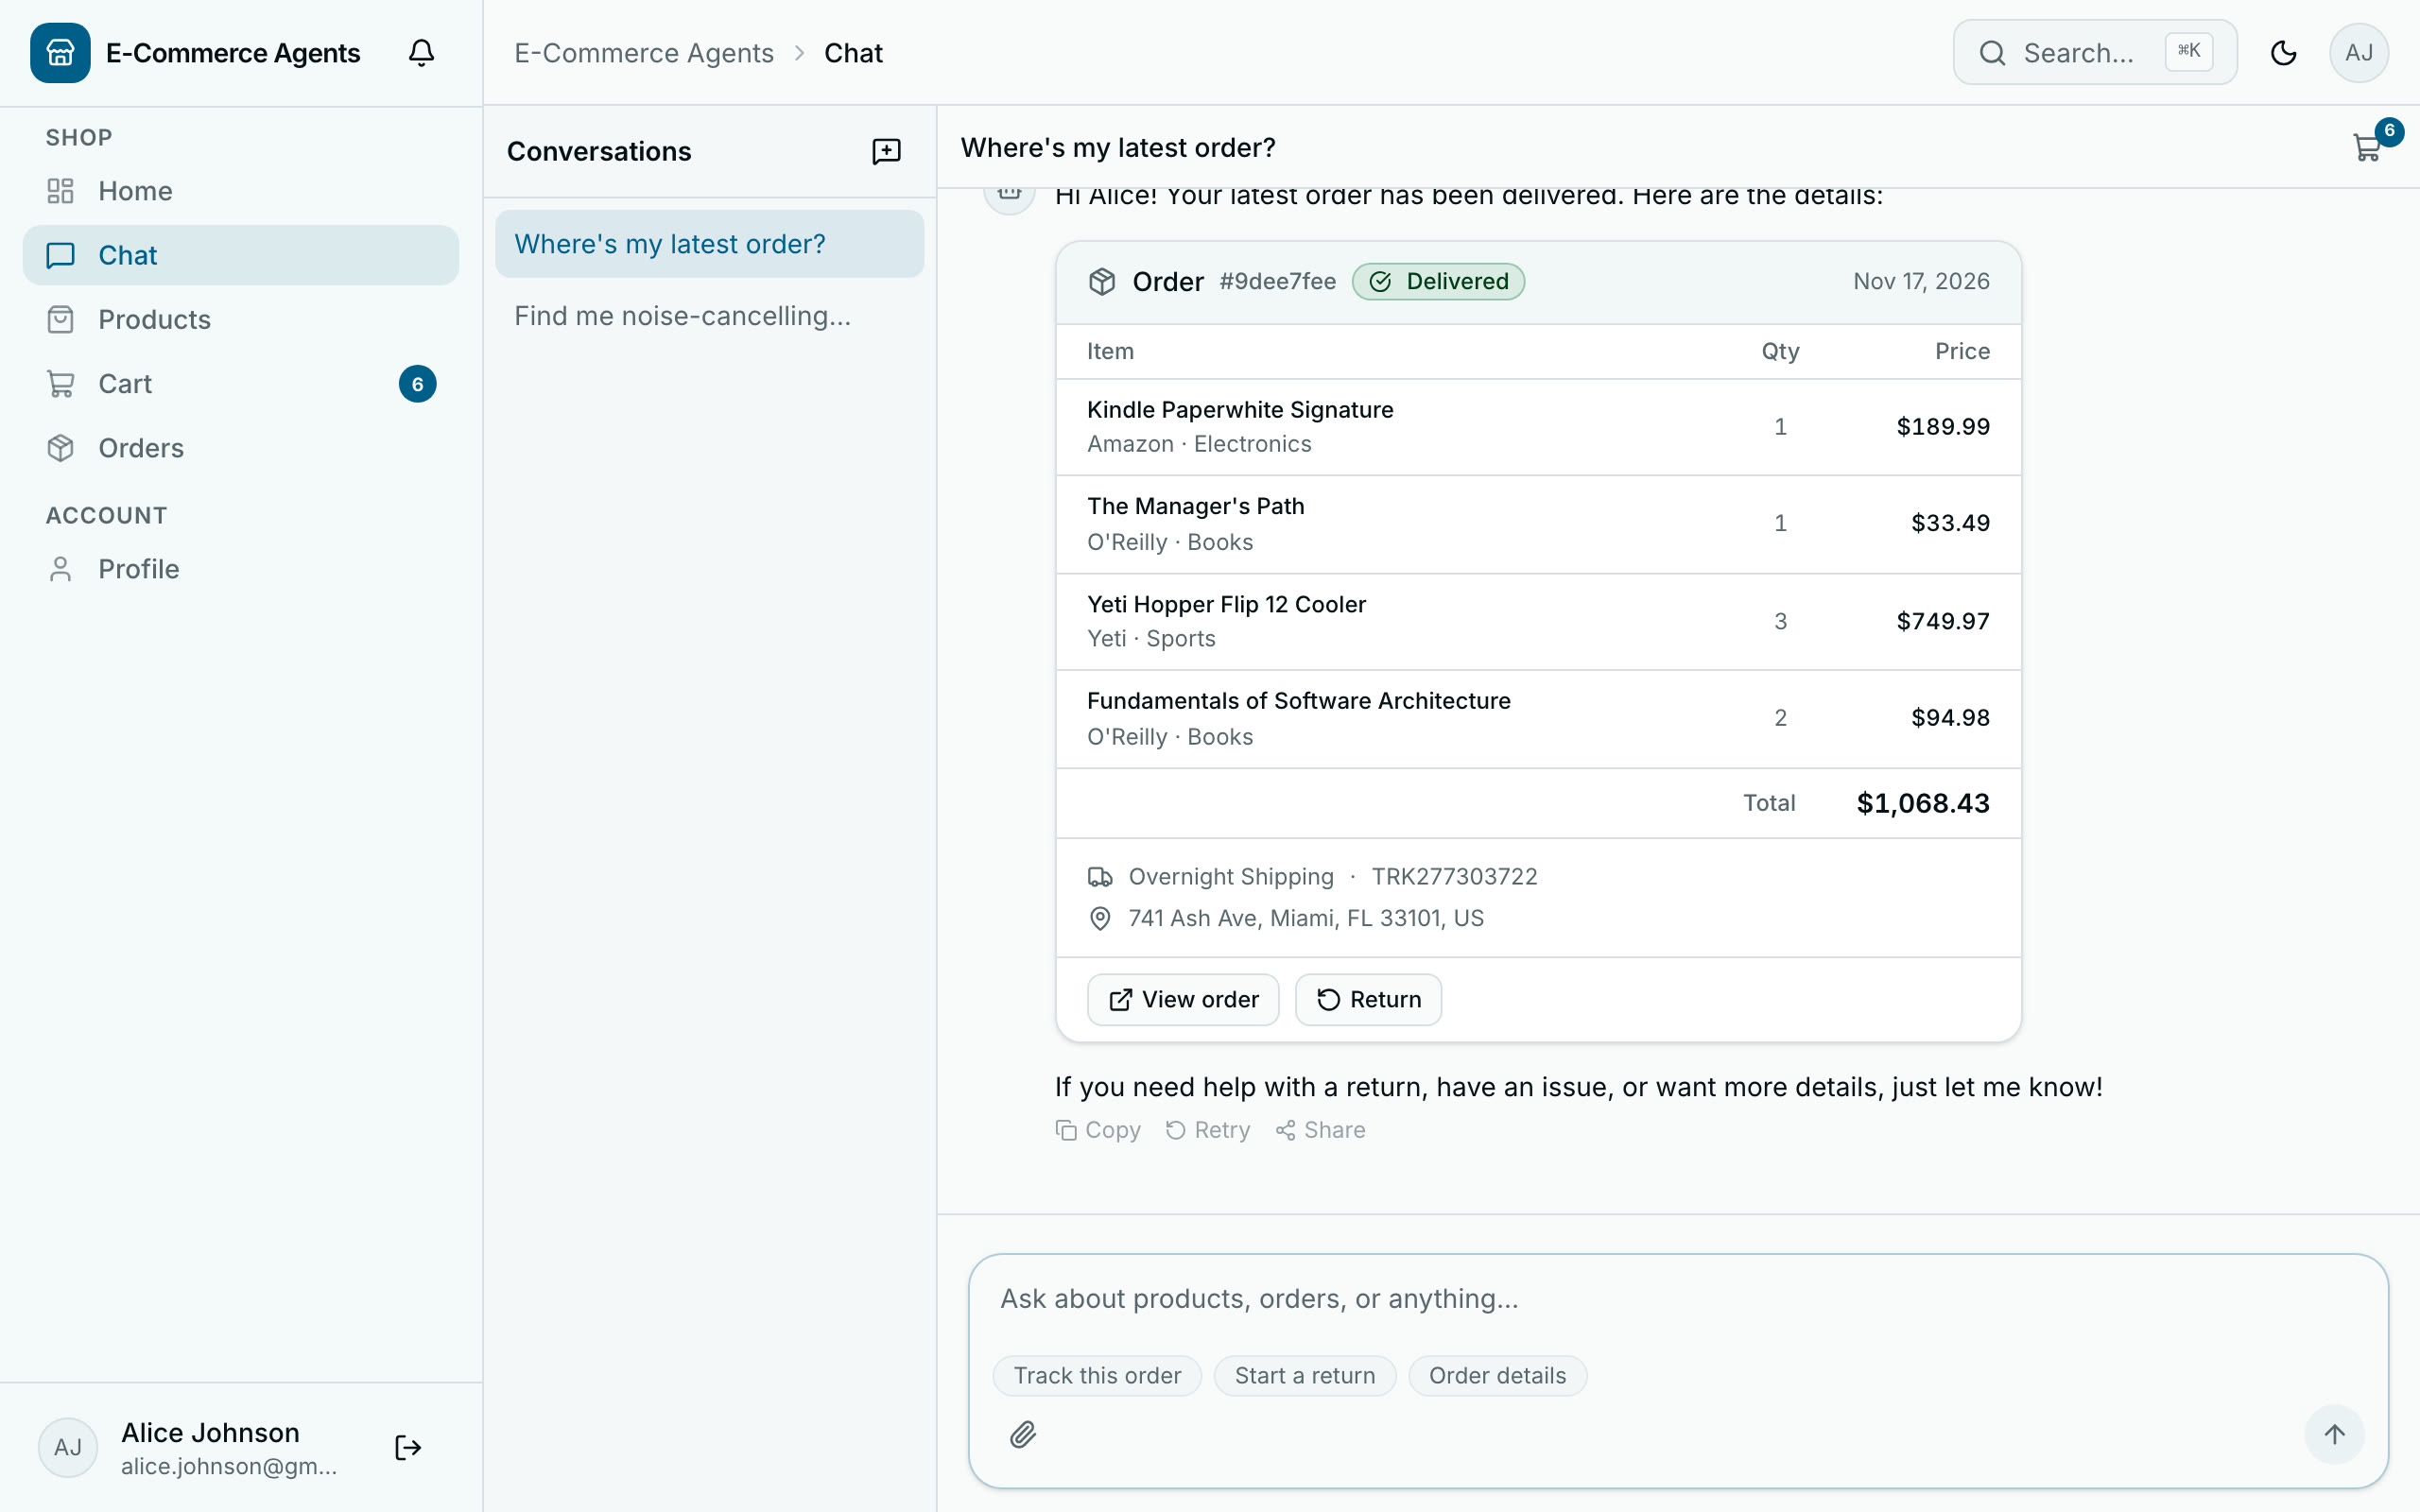 E-Commerce Agents
SHOP
Home
Chat
Products
Cart 6
Orders
ACCOUNT
Profile
AJ
Alice Johnson
alice.johnson@gm...
E-Commerce Agents > Chat
Search... ⌘K
AJ
Conversations
Where's my latest order?
Find me noise-cancelling...
Where's my latest order?
6
Hi Alice! Your latest order has been delivered. Here are the details:
Order #9dee7fee Delivered Nov 17, 2026
Item Qty Price
Kindle Paperwhite Signature
Amazon · Electronics
1 $189.99
The Manager's Path
O'Reilly · Books
1 $33.49
Yeti Hopper Flip 12 Cooler
Yeti · Sports
3 $749.97
Fundamentals of Software Architecture
O'Reilly · Books
2 $94.98
Total $1,068.43
Overnight Shipping · TRK277303722
741 Ash Ave, Miami, FL 33101, US
View order Return
If you need help with a return, have an issue, or want more details, just let me know!
Copy Retry Share
Ask about products, orders, or anything...
Track this order Start a return Order details